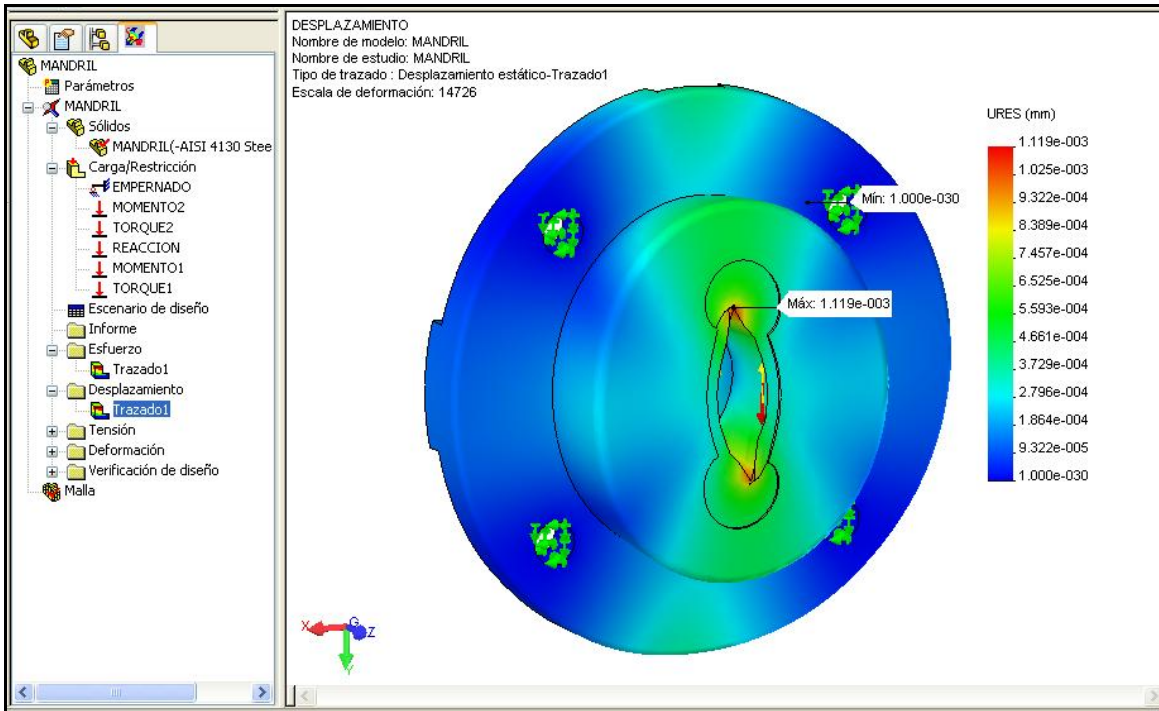 MANDRIL
Parámetros
MANDRIL
Sólidos
MANDRIL(-AISI 4130 Stee
Carga/Restricción
EMPERNADO
MOMENTO2
TORQUE2
REACCION
MOMENTO1
TORQUE1
Escenario de diseño
Informe
Esfuerzo
Trazado1
Desplazamiento
Trazado1
Tensión
Deformación
Verificación de diseño
Malla
DESPLAZAMIENTO
Nombre de modelo: MANDRIL
Nombre de estudio: MANDRIL
Tipo de trazado : Desplazamiento estático-Trazado1
Escala de deformación: 14726
Mín: 1.000e-030
Máx: 1.119e-003
X
G
Z
Y
URES (mm)
1.119e-003
1.025e-003
9.322e-004
8.389e-004
7.457e-004
6.525e-004
5.593e-004
4.661e-004
3.729e-004
2.796e-004
1.864e-004
9.322e-005
1.000e-030